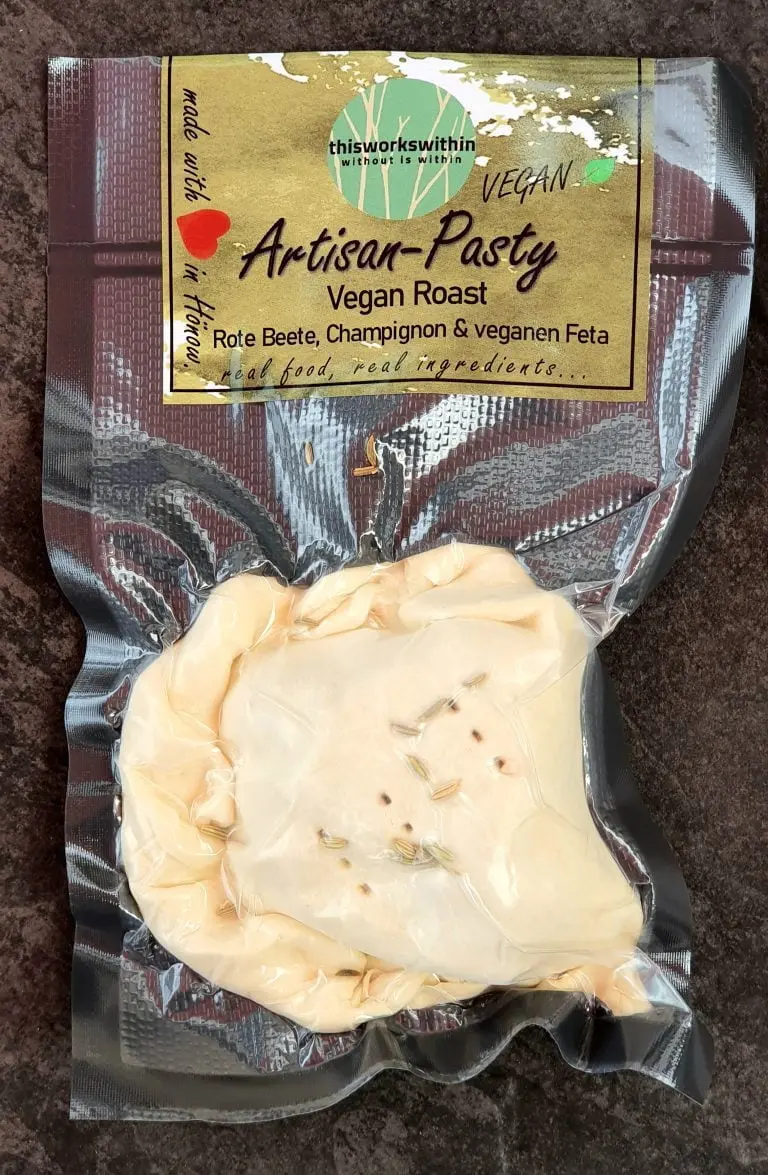 thisworkswithin
without is within
VEGAN
made with
in Hönow.
Artisan-Pasty
Vegan Roast
Rote Beete, Champignon & veganen Feta
real food, real ingredients...